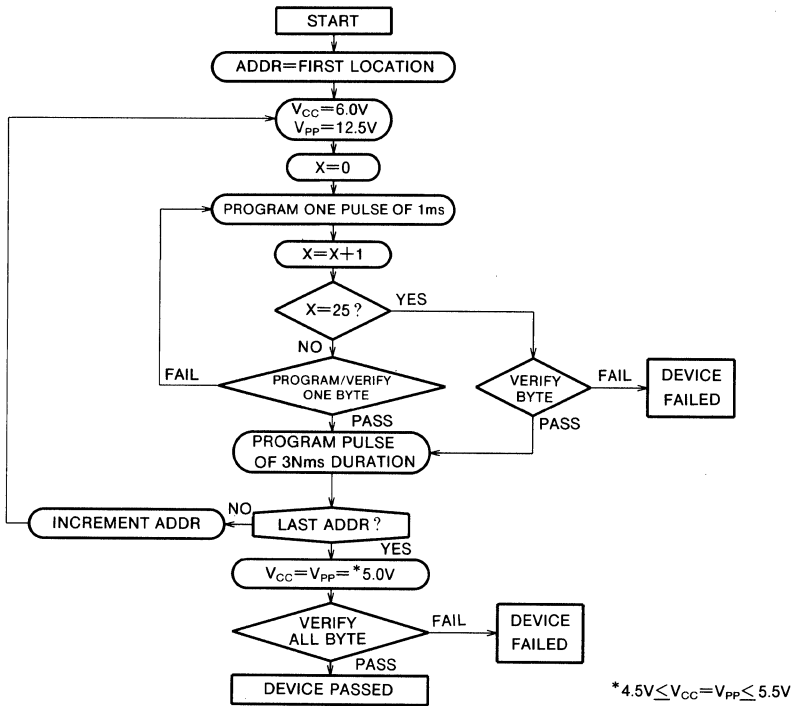 START
ADDR=FIRST LOCATION
VCC=6.0V
VPP=12.5V
X=0
PROGRAM ONE PULSE OF 1ms
X=X+1
X=25?
YES
NO
FAIL
PROGRAM/VERIFY
ONE BYTE
PASS
VERIFY
BYTE
FAIL
PASS
DEVICE
FAILED
PROGRAM PULSE
OF 3Nms DURATION
INCREMENT ADDR
NO
LAST ADDR?
YES
VCC=VPP=*5.0V
VERIFY
ALL BYTE
FAIL
DEVICE
FAILED
PASS
DEVICE PASSED
*4.5V≤VCC=VPP≤5.5V